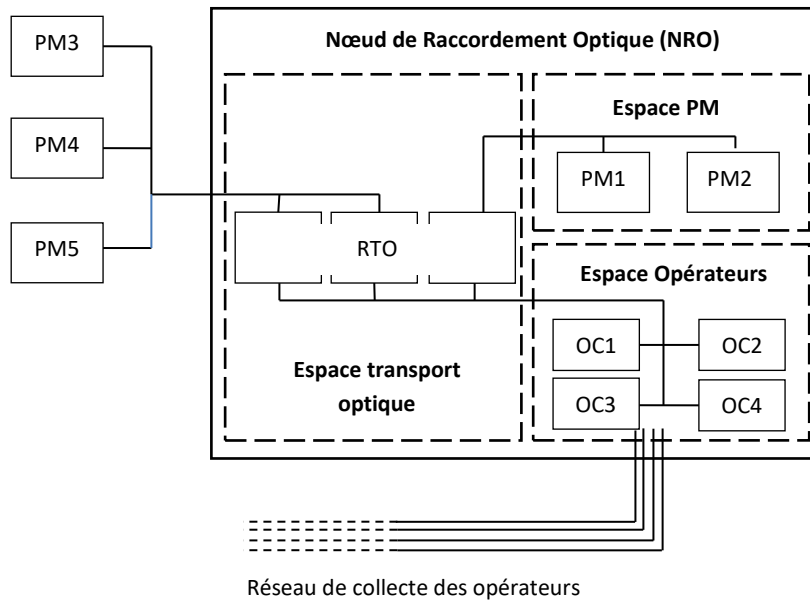 PM3
Nœud de Raccordement Optique (NRO)
Espace PM
PM4
PM1
PM2
PM5
RTO
Espace Opérateurs
OC1
OC2
Espace transport
optique
OC3
OC4
Réseau de collecte des opérateurs